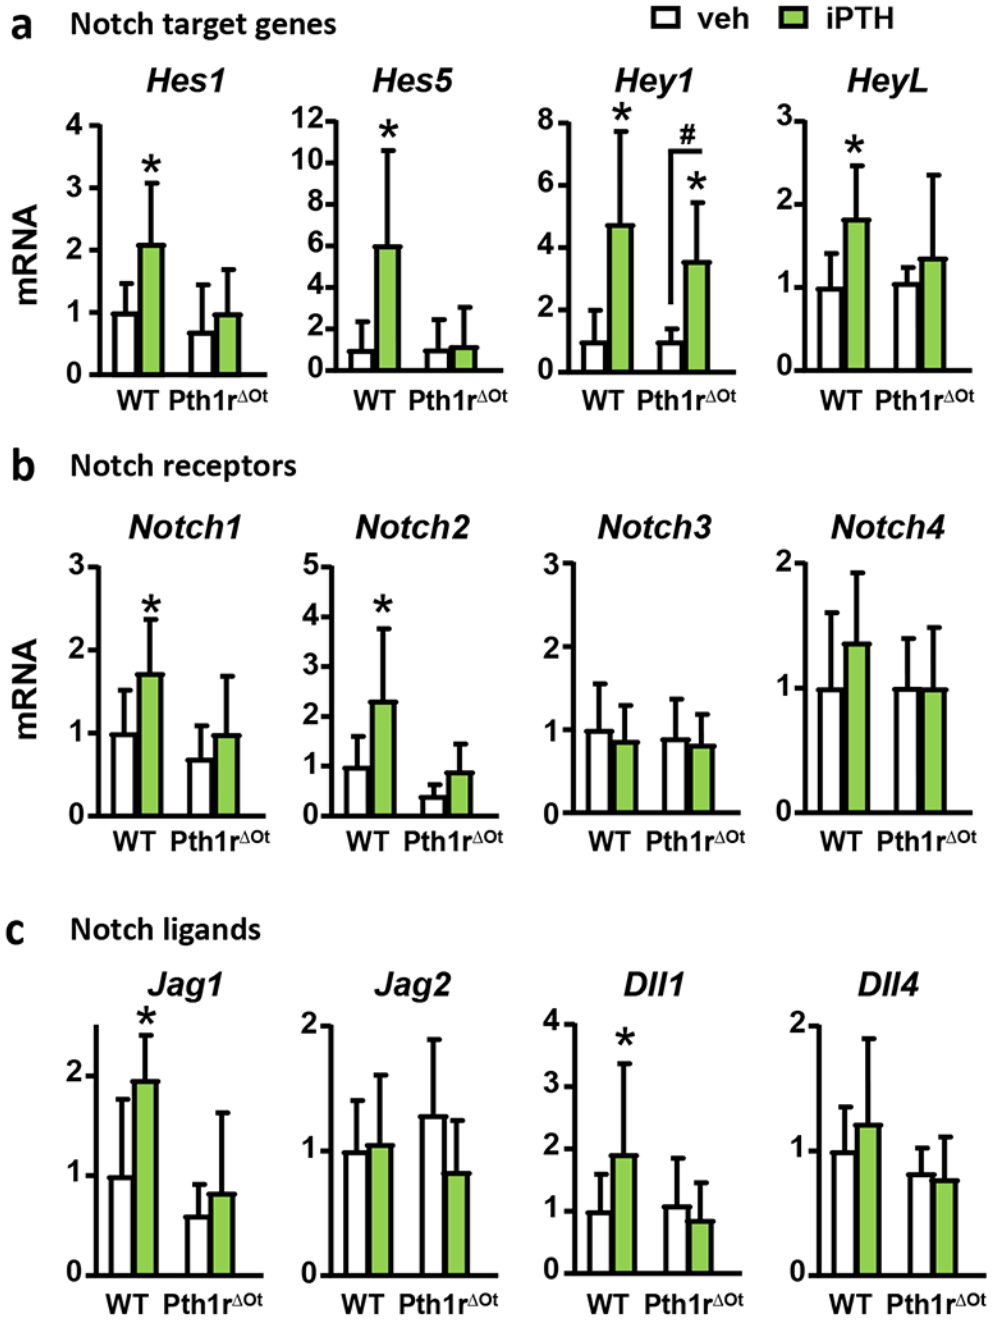 a Notch target genes
veh iPTH
Hes1 Hes5 Hey1 HeyL
mRNA
4 3 2 1 0
12 10 8 6 4 2 0
8 6 4 2 0
3 2 1 0
* * * # * *
WT Pth1rΔOt WT Pth1rΔOt WT Pth1rΔOt WT Pth1rΔOt
b Notch receptors
Notch1 Notch2 Notch3 Notch4
mRNA
3 2 1 0
5 4 3 2 1 0
3 2 1 0
2 1 0
* *
WT Pth1rΔOt WT Pth1rΔOt WT Pth1rΔOt WT Pth1rΔOt
c Notch ligands
Jag1 Jag2 Dll1 Dll4
2 1 0
2 1 0
4 3 2 1 0
2 1 0
* *
WT Pth1rΔOt WT Pth1rΔOt WT Pth1rΔOt WT Pth1rΔOt